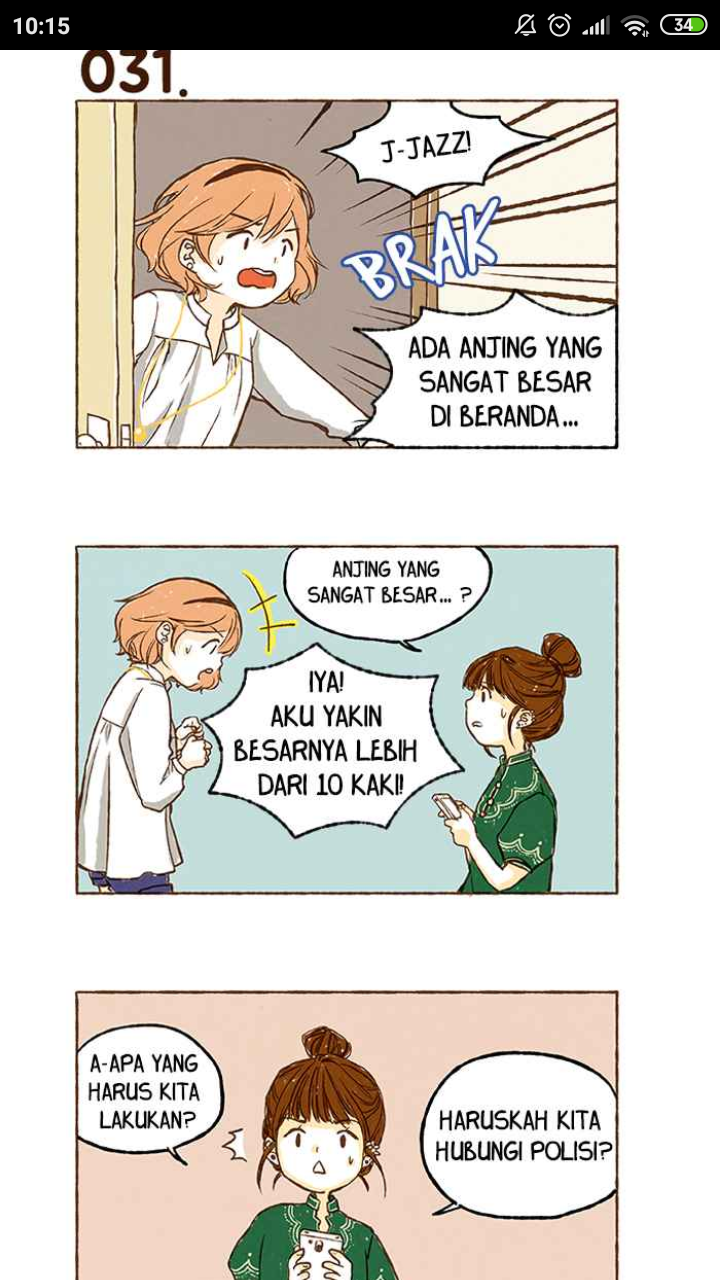 10:15
34
031.
J-JAZZ!
BRAK
ADA ANJING YANG
SANGAT BESAR
DI BERANDA...
ANJING YANG
SANGAT BESAR... ?
IYA!
AKU YAKIN
BESARNYA LEBIH
DARI 10 KAKI!
A-APA YANG
HARUS KITA
LAKUKAN?
HARUSKAH KITA
HUBUNGI POLISI?